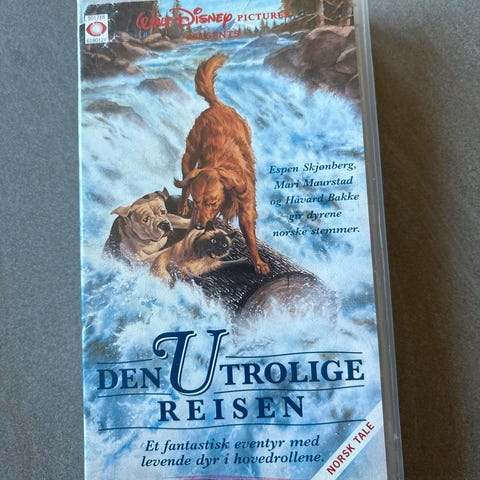 Walt Disney PICTURES
Espen Skjønberg,
Mari Maurstad
og Håvard Bakke
gir dyrene
norske stemmer.
DEN UTROLIGE
REISEN
Et fantastisk eventyr med
levende dyr i hovedrollene.
NORSK TALE